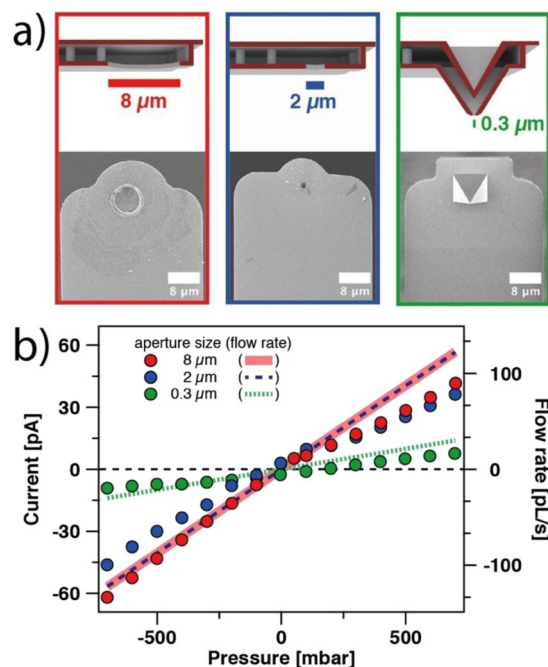 a)
8 µm
2 µm
0.3 µm
8 µm
8 µm
8 µm
b)
aperture size (flow rate)
8 µm ( )
2 µm ( )
0.3 µm ( )
60
30
0
-30
-60
Current [pA]
100
0
-100
Flow rate [pL/s]
-500
0
500
Pressure [mbar]